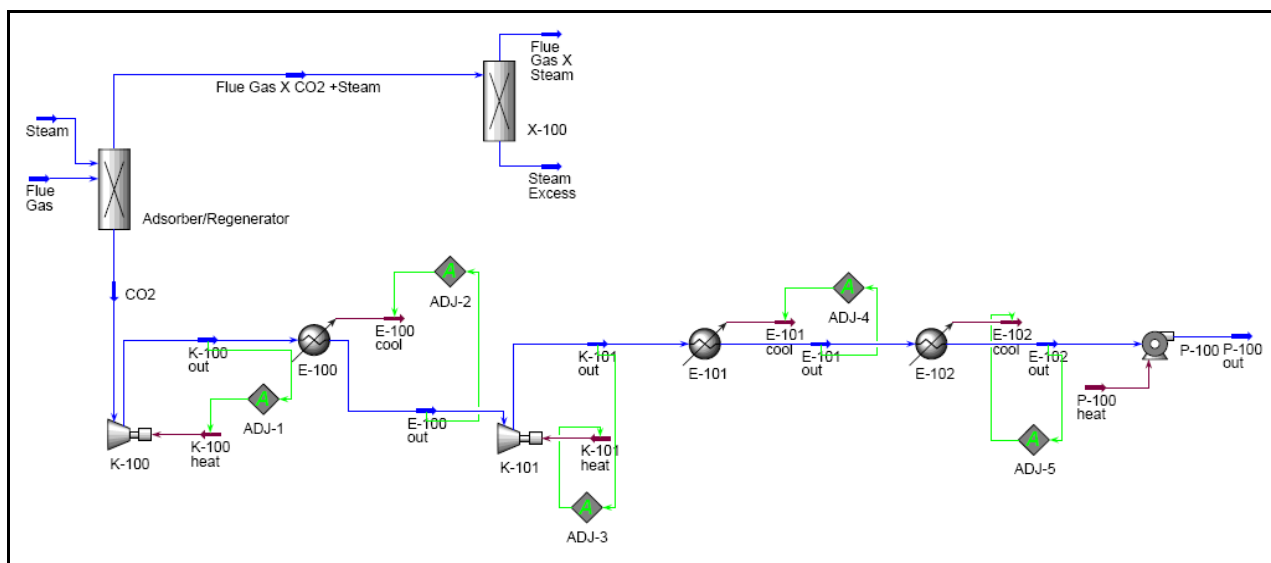 Flue
Gas X
Steam
Flue Gas X CO2 +Steam
X-100
Steam
Flue
Gas
Steam
Excess
Adsorber/Regenerator
CO2
A
ADJ-2
E-100
cool
K-100
out
E-100
A
ADJ-1
K-100
heat
K-100
E-100
out
K-101
out
K-101
heat
K-101
A
ADJ-3
A
ADJ-4
E-101
cool
E-101
E-101
out
E-102
cool
E-102
E-102
out
A
ADJ-5
P-100
heat
P-100
P-100
out